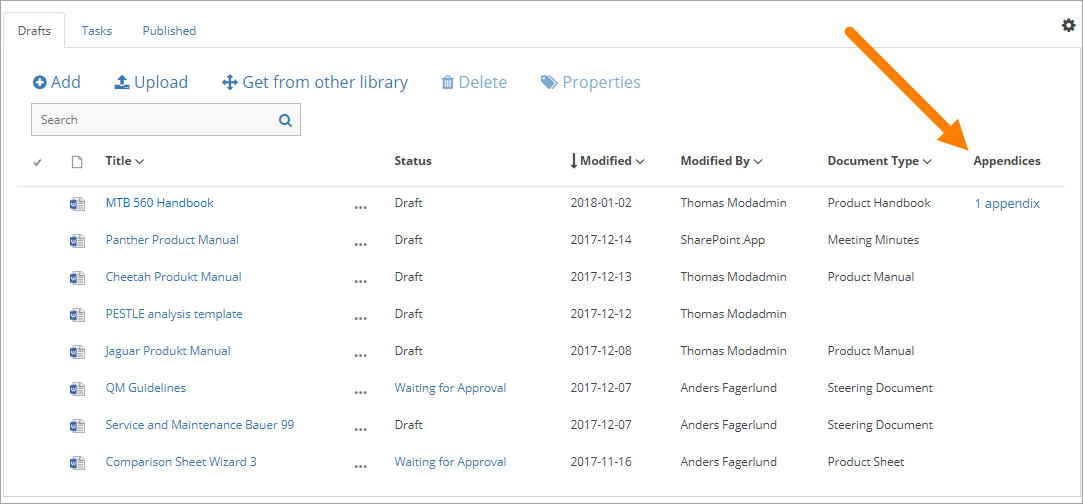 Drafts Tasks Published
Add Upload Get from other library Delete Properties
Search
Title Status Modified Modified By Document Type Appendices
MTB 560 Handbook ... Draft 2018-01-02 Thomas Modadmin Product Handbook 1 appendix
Panther Product Manual ... Draft 2017-12-14 SharePoint App Meeting Minutes
Cheetah Produkt Manual ... Draft 2017-12-13 Thomas Modadmin Product Manual
PESTLE analysis template ... Draft 2017-12-12 Thomas Modadmin
Jaguar Produkt Manual ... Draft 2017-12-08 Thomas Modadmin Product Manual
QM Guidelines ... Waiting for Approval 2017-12-07 Anders Fagerlund Steering Document
Service and Maintenance Bauer 99 ... Draft 2017-12-07 Anders Fagerlund Steering Document
Comparison Sheet Wizard 3 ... Waiting for Approval 2017-11-16 Anders Fagerlund Product Sheet